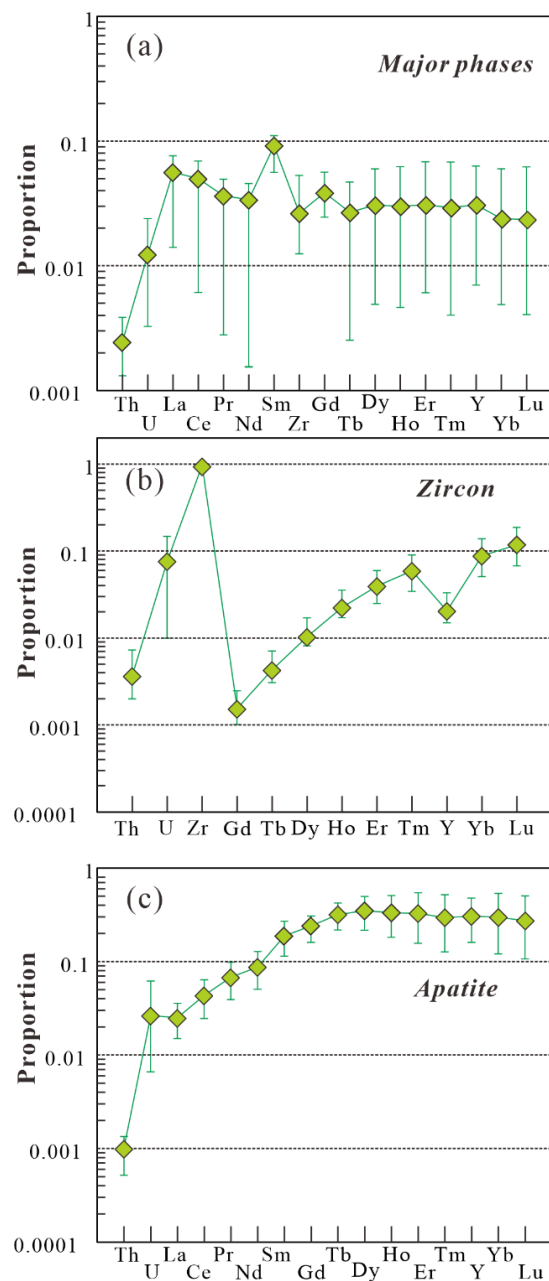 1
(a)
Major phases
0.1
Proportion
0.01
0.001
Th La Pr Sm Gd Dy Er Y Lu
U Ce Nd Zr Tb Ho Tm Yb
1
(b)
Zircon
0.1
Proportion
0.01
0.001
0.0001
Th U Zr Gd Tb Dy Ho Er Tm Y Yb Lu
1
(c)
0.1
Apatite
Proportion
0.01
0.001
0.0001
Th La Pr Sm Tb Ho Tm Yb
U Ce Nd Gd Dy Er Y Lu